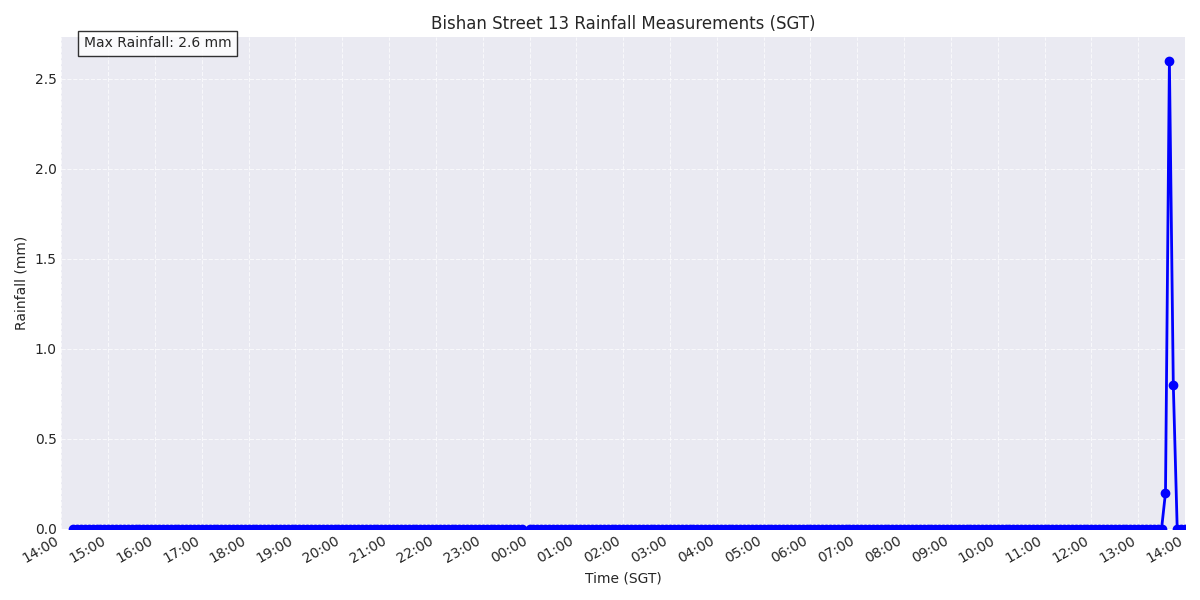 Bishan Street 13 Rainfall Measurements (SGT)
Max Rainfall: 2.6 mm
2.5
2.0
1.5
1.0
0.5
0.0
Rainfall (mm)
14:00 15:00 16:00 17:00 18:00 19:00 20:00 21:00 22:00 23:00 00:00 01:00 02:00 03:00 04:00 05:00 06:00 07:00 08:00 09:00 10:00 11:00 12:00 13:00 14:00
Time (SGT)